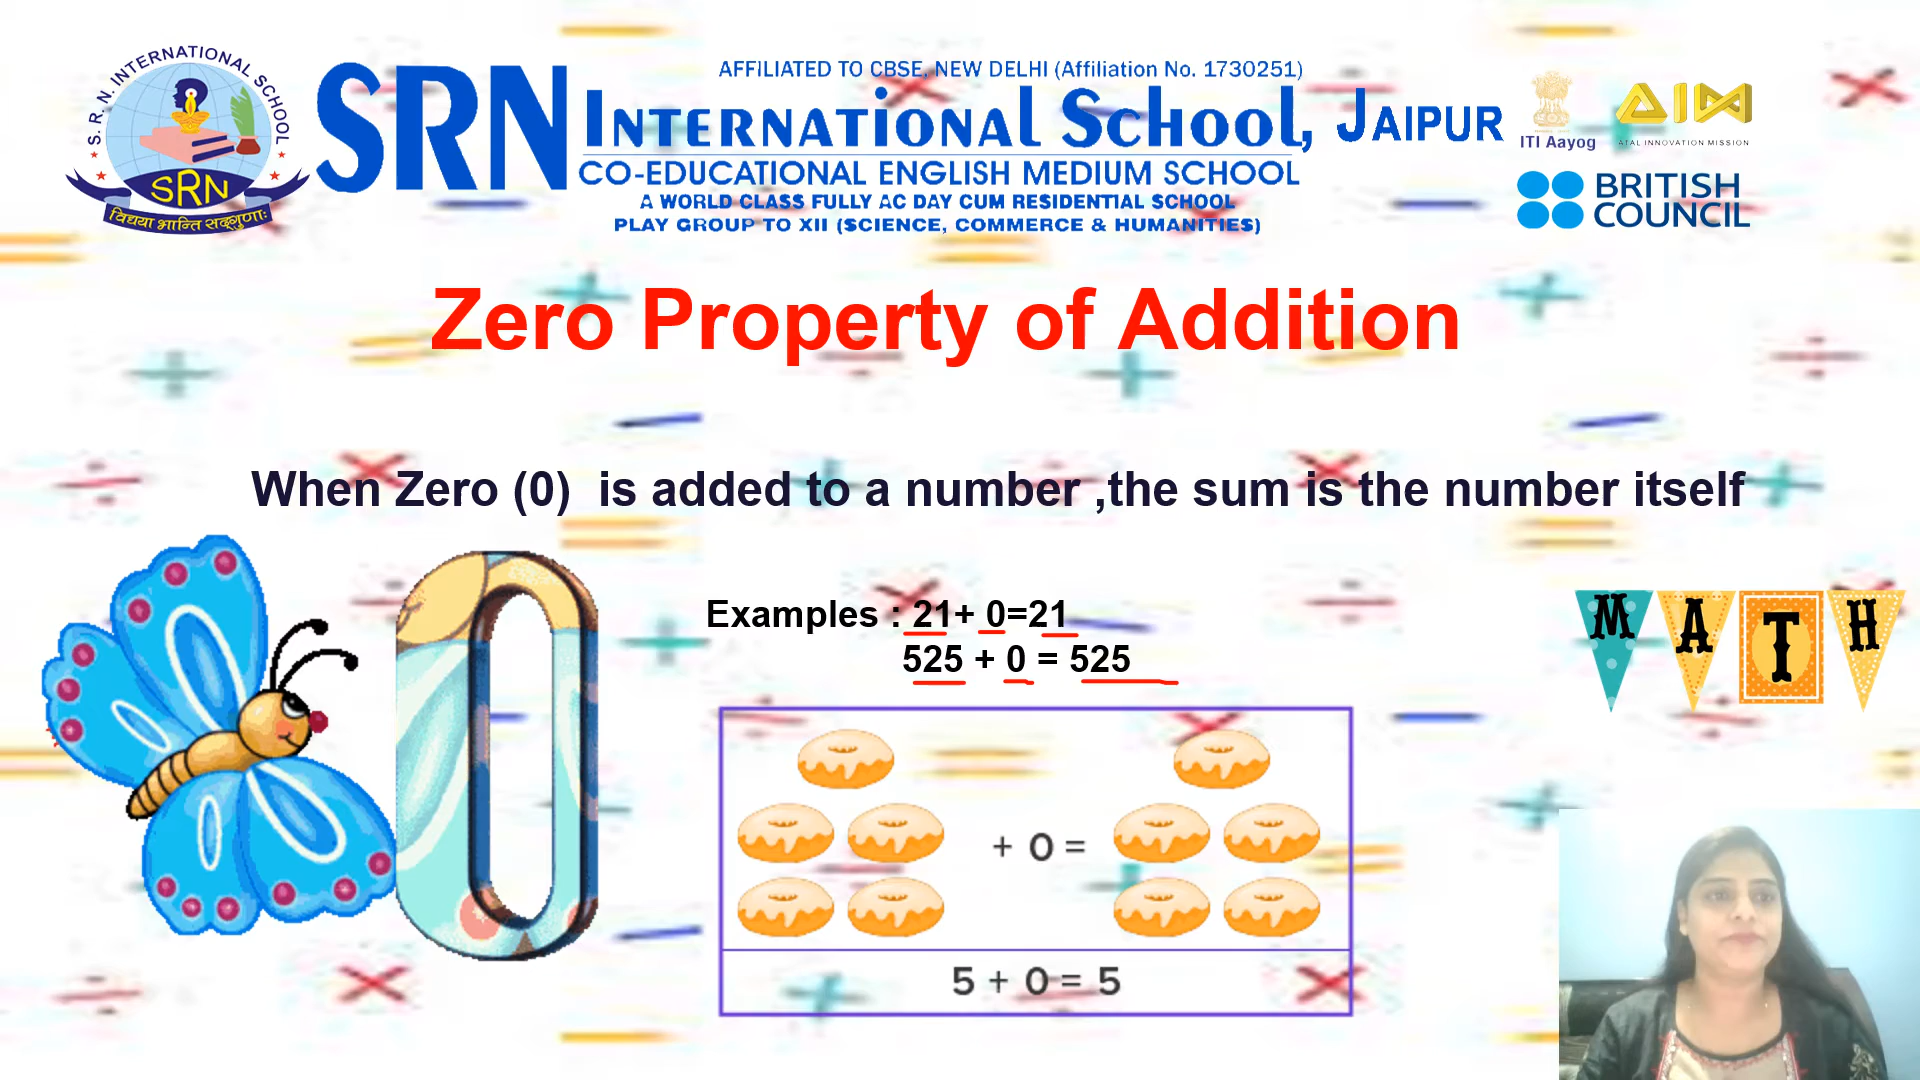 S. R. N. INTERNATIONAL SCHOOL
SRN
विद्यया भान्ति सद्गुणाः
AFFILIATED TO CBSE, NEW DELHI (Affiliation No. 1730251)
SRN INTERNATIONAL SCHOOL, JAIPUR
CO-EDUCATIONAL ENGLISH MEDIUM SCHOOL
A WORLD CLASS FULLY AC DAY CUM RESIDENTIAL SCHOOL
PLAY GROUP TO XII (SCIENCE, COMMERCE & HUMANITIES)
ITI Aayog
AIM
ATAL INNOVATION MISSION
BRITISH
COUNCIL
Zero Property of Addition
When Zero (0) is added to a number ,the sum is the number itself
Examples : 21+ 0=21
525 + 0 = 525
MATH
+ 0 =
5 + 0 = 5